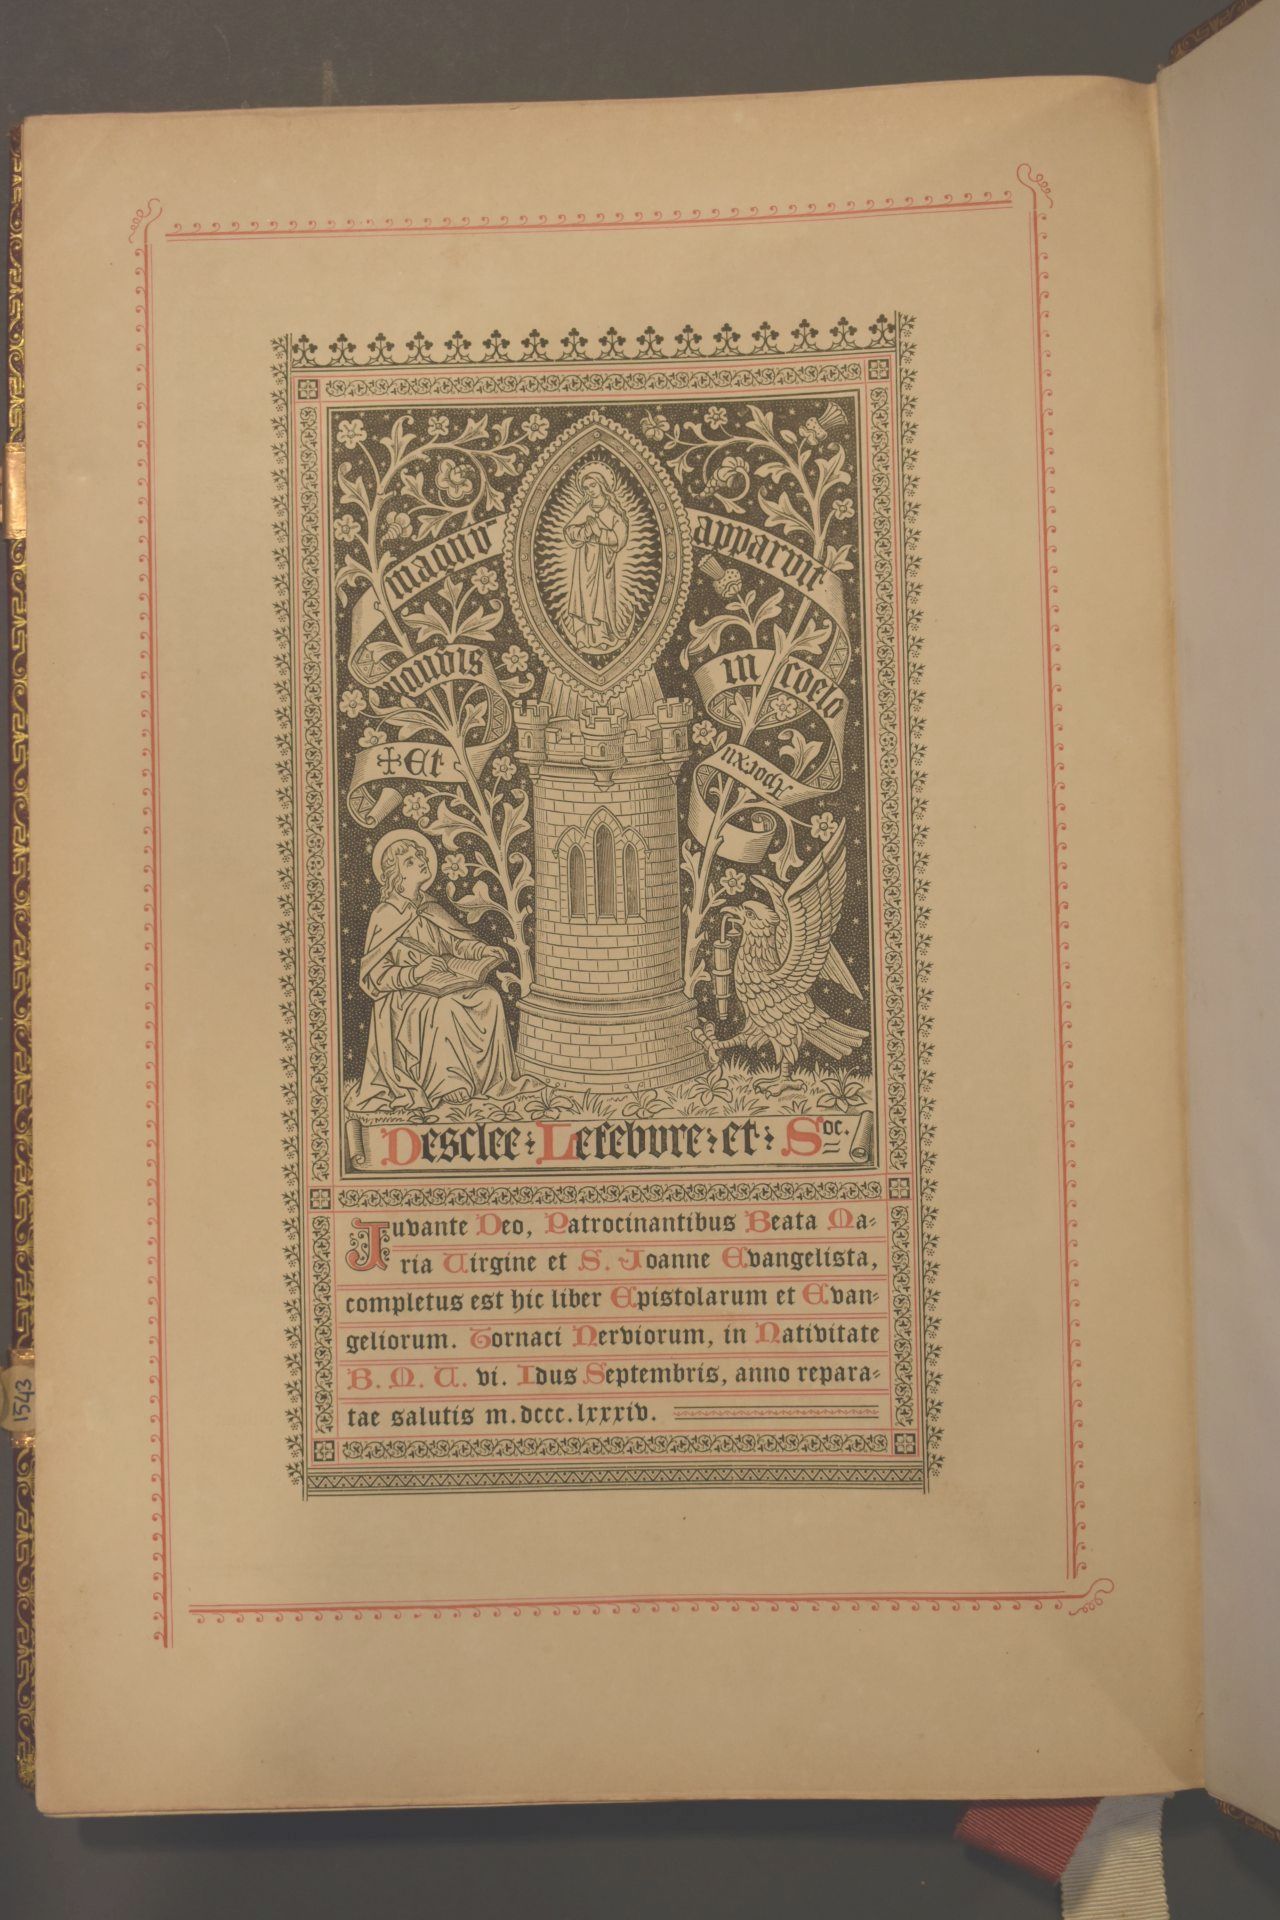 ✠ Et
grandis
magnū
apparuit
in coelo
Apoc. XII
Desclee Lefebvre et Soc.
Juvante Deo, Patrocinantibus Beata Ma-
ria Virgine et S. Joanne Evangelista,
completus est hic liber Epistolarum et Evan-
geliorum. Tornaci Nerviorum, in Nativitate
B. M. V. vi. Idus Septembris, anno repara-
tae salutis m.dccc.lxxxiv.
1543